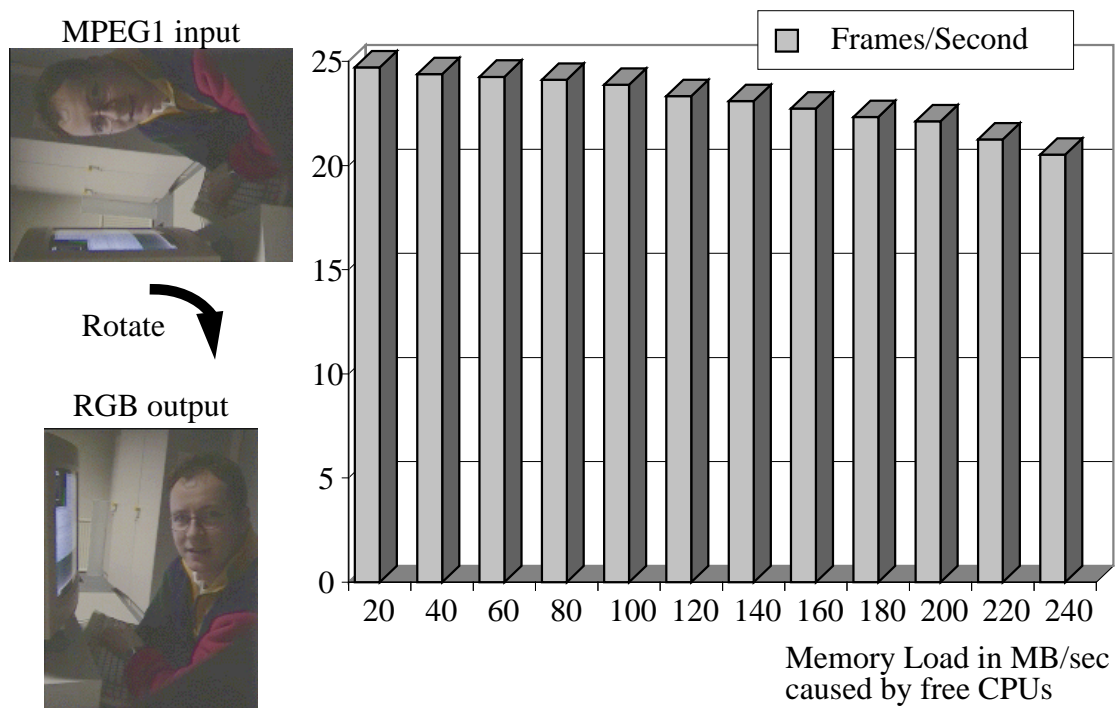 MPEG1 input
Rotate
RGB output
Frames/Second
25
20
15
10
5
0
20 40 60 80 100 120 140 160 180 200 220 240
Memory Load in MB/sec
caused by free CPUs